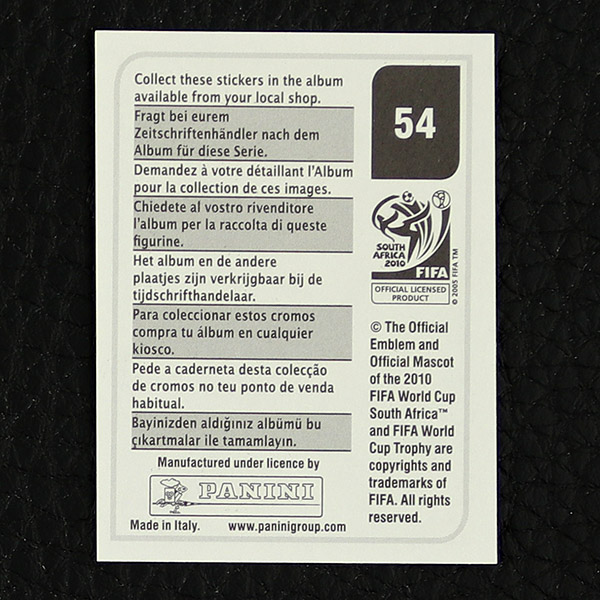 Collect these stickers in the album
available from your local shop.
Fragt bei eurem
Zeitschriftenhändler nach dem
Album für diese Serie.
Demandez à votre détaillant l'Album
pour la collection de ces images.
Chiedete al vostro rivenditore
l'album per la raccolta di queste
figurine.
Het album en de andere
plaatjes zijn verkrijgbaar bij de
tijdschrifthandelaar.
Para coleccionar estos cromos
compra tu álbum en cualquier
kiosco.
Pede a caderneta desta colecção
de cromos no teu ponto de venda
habitual.
Bayinizden aldığınız albümü bu
çıkartmalar ile tamamlayın.
Manufactured under licence by
PANINI
Made in Italy. www.paninigroup.com
54
SOUTH
AFRICA
2010
FIFA
OFFICIAL LICENSED
PRODUCT
© 2005 FIFA TM
© The Official
Emblem and
Official Mascot
of the 2010
FIFA World Cup
South Africa™
and FIFA World
Cup Trophy are
copyrights and
trademarks of
FIFA. All rights
reserved.